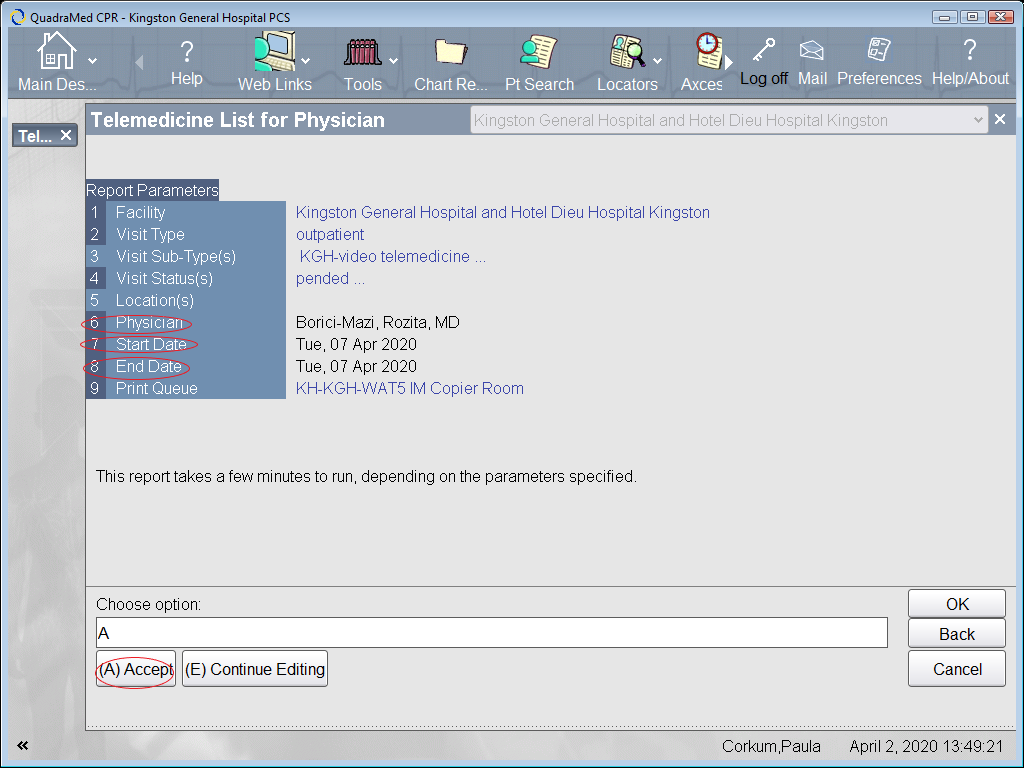 QuadraMed CPR - Kingston General Hospital PCS
Main Des... Help Web Links Tools Chart Re... Pt Search Locators Axces Log off Mail Preferences Help/About
Tel...
Telemedicine List for Physician Kingston General Hospital and Hotel Dieu Hospital Kingston
Report Parameters
1 Facility Kingston General Hospital and Hotel Dieu Hospital Kingston
2 Visit Type outpatient
3 Visit Sub-Type(s) KGH-video telemedicine ...
4 Visit Status(s) pended ...
5 Location(s)
6 Physician Borici-Mazi, Rozita, MD
7 Start Date Tue, 07 Apr 2020
8 End Date Tue, 07 Apr 2020
9 Print Queue KH-KGH-WAT5 IM Copier Room
This report takes a few minutes to run, depending on the parameters specified.
Choose option:
A
(A) Accept (E) Continue Editing
OK
Back
Cancel
Corkum,Paula April 2, 2020 13:49:21